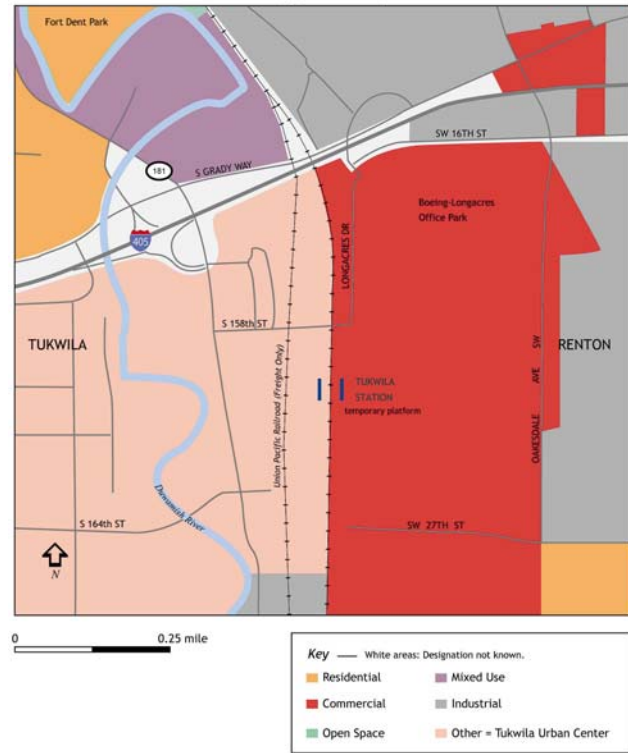 Fort Dent Park
SW 16TH ST
181
S GRADY WAY
Boeing-Longacres
Office Park
405
LONGACRES DR
S 158th ST
TUKWILA
RENTON
OAKESDALE AVE SW
TUKWILA
STATION
temporary platform
Union Pacific Railroad (Freight Only)
Duwamish River
S 164th ST
SW 27TH ST
N
0 0.25 mile
Key — White areas: Designation not known.
Residential
Mixed Use
Commercial
Industrial
Open Space
Other = Tukwila Urban Center